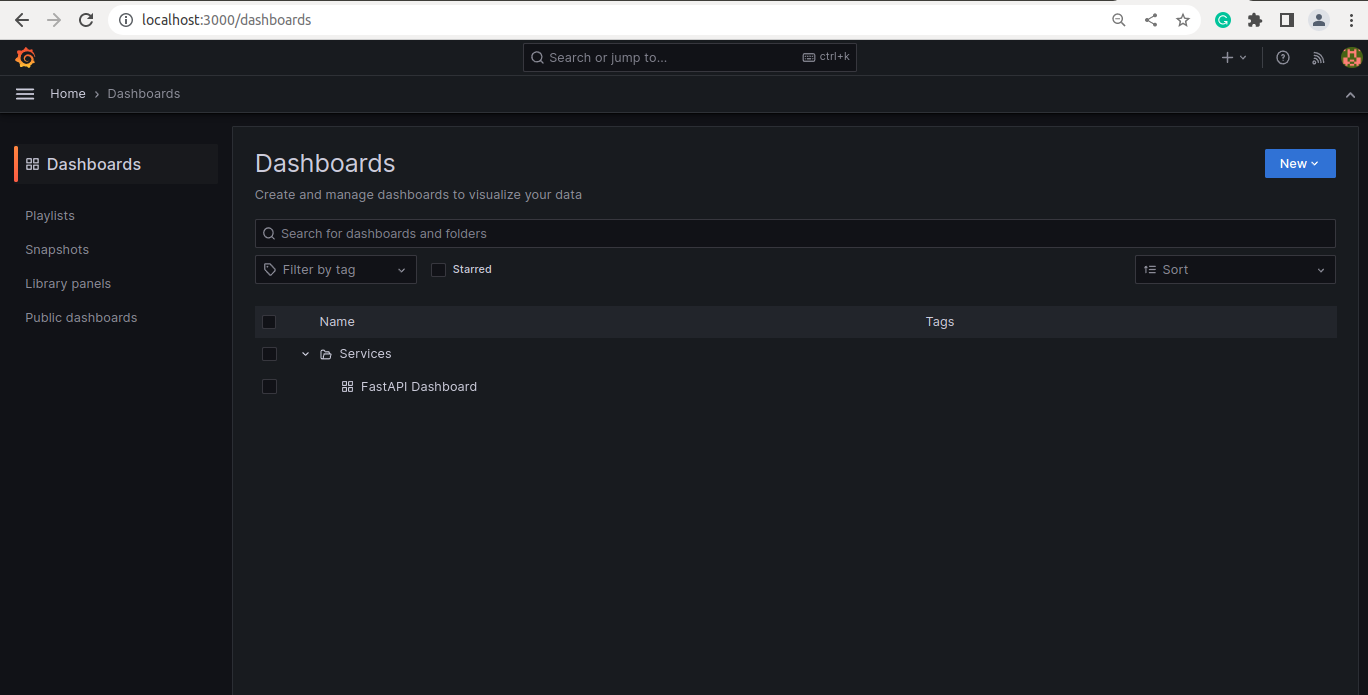 localhost:3000/dashboards
Search or jump to... ctrl+k
Home › Dashboards
Dashboards
Playlists
Snapshots
Library panels
Public dashboards
Dashboards
New
Create and manage dashboards to visualize your data
Search for dashboards and folders
Filter by tag
Starred
Sort
Name Tags
Services
FastAPI Dashboard